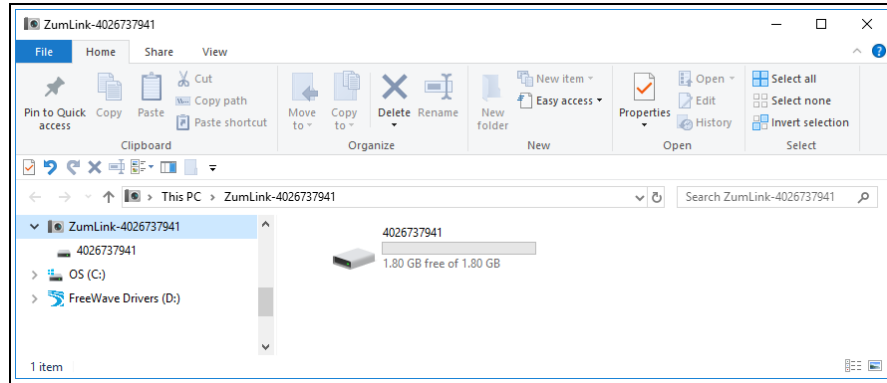 ZumLink-4026737941
File Home Share View
Pin to Quick access
Copy
Paste
Cut
Copy path
Paste shortcut
Clipboard
Move to
Copy to
Delete
Rename
Organize
New folder
New item
Easy access
New
Properties
Open
Edit
History
Open
Select all
Select none
Invert selection
Select
This PC > ZumLink-4026737941
Search ZumLink-4026737941
ZumLink-4026737941
4026737941
OS (C:)
FreeWave Drivers (D:)
4026737941
1.80 GB free of 1.80 GB
1 item